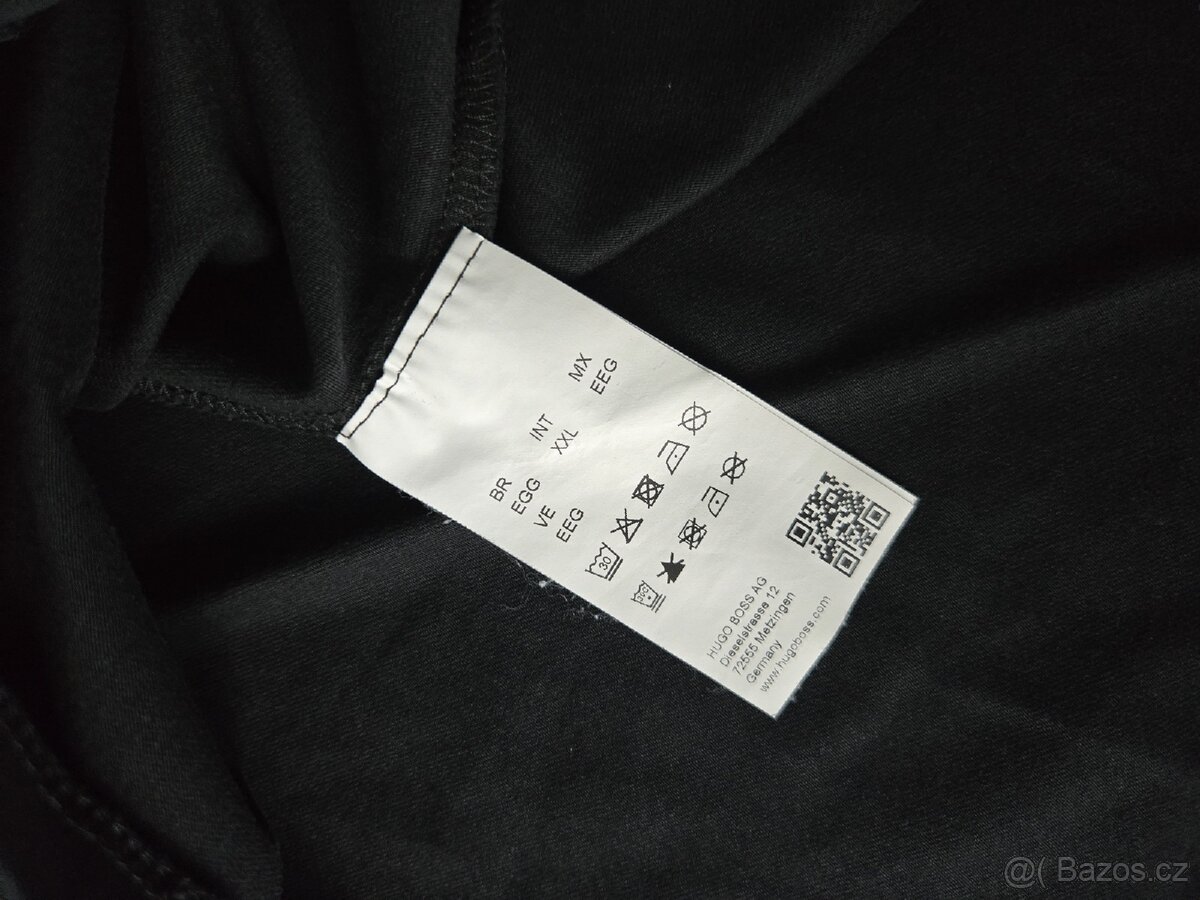 BR
EGG
VE
EEG
INT
XXL
MX
EEG
30
HUGO BOSS AG
Dieselstrasse 12
72555 Metzingen
Germany
www.hugoboss.com
@( Bazos.cz